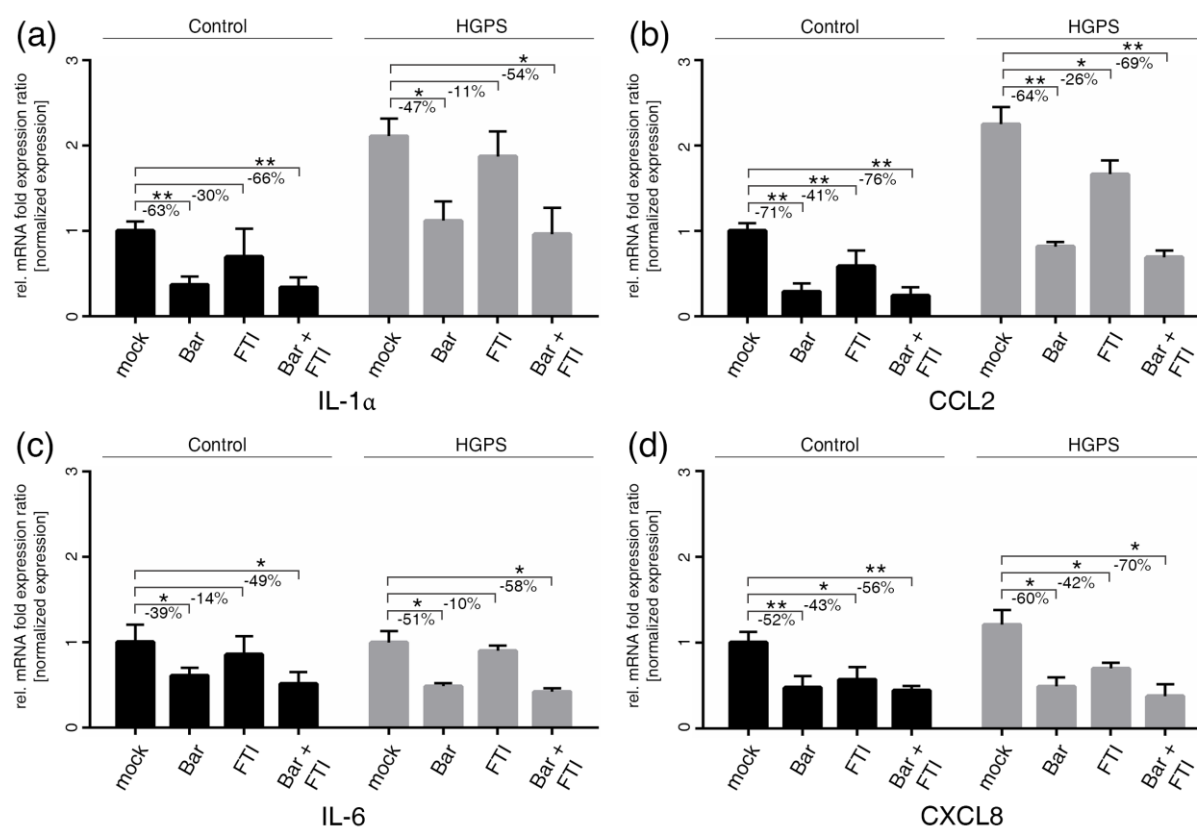 (a)
Control
HGPS
rel. mRNA fold expression ratio
[normalized expression]
3
2
1
0
**
-66%
-30%
**
-63%
*
-54%
-11%
*
-47%
mock
Bar
FTI
Bar +
FTI
mock
Bar
FTI
Bar +
FTI
IL-1α
(b)
Control
HGPS
rel. mRNA fold expression ratio
[normalized expression]
3
2
1
0
**
-76%
**
-41%
**
-71%
**
-69%
*
-26%
**
-64%
mock
Bar
FTI
Bar +
FTI
mock
Bar
FTI
Bar +
FTI
CCL2
(c)
Control
HGPS
rel. mRNA fold expression ratio
[normalized expression]
3
2
1
0
*
-49%
-14%
*
-39%
*
-58%
-10%
*
-51%
mock
Bar
FTI
Bar +
FTI
mock
Bar
FTI
Bar +
FTI
IL-6
(d)
Control
HGPS
rel. mRNA fold expression ratio
[normalized expression]
3
2
1
0
**
-56%
*
-43%
**
-52%
*
-70%
*
-42%
*
-60%
mock
Bar
FTI
Bar +
FTI
mock
Bar
FTI
Bar +
FTI
CXCL8